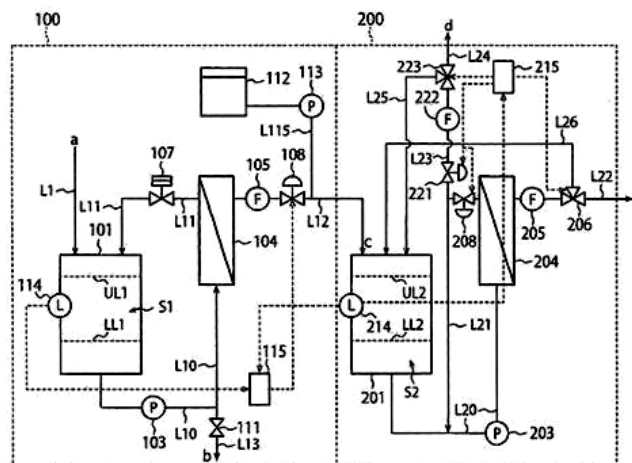 100
200
d
L24
223
215
112
113
P
222
F
L25
L26
a
L115
L23
107
105
108
221
L22
F
F
L1
L11
L11
L12
208
205
206
101
104
c
204
114
L
UL1
S1
LL1
L
214
UL2
LL2
L21
L10
115
S2
201
L20
P
L10
111
P
203
103
b
L13